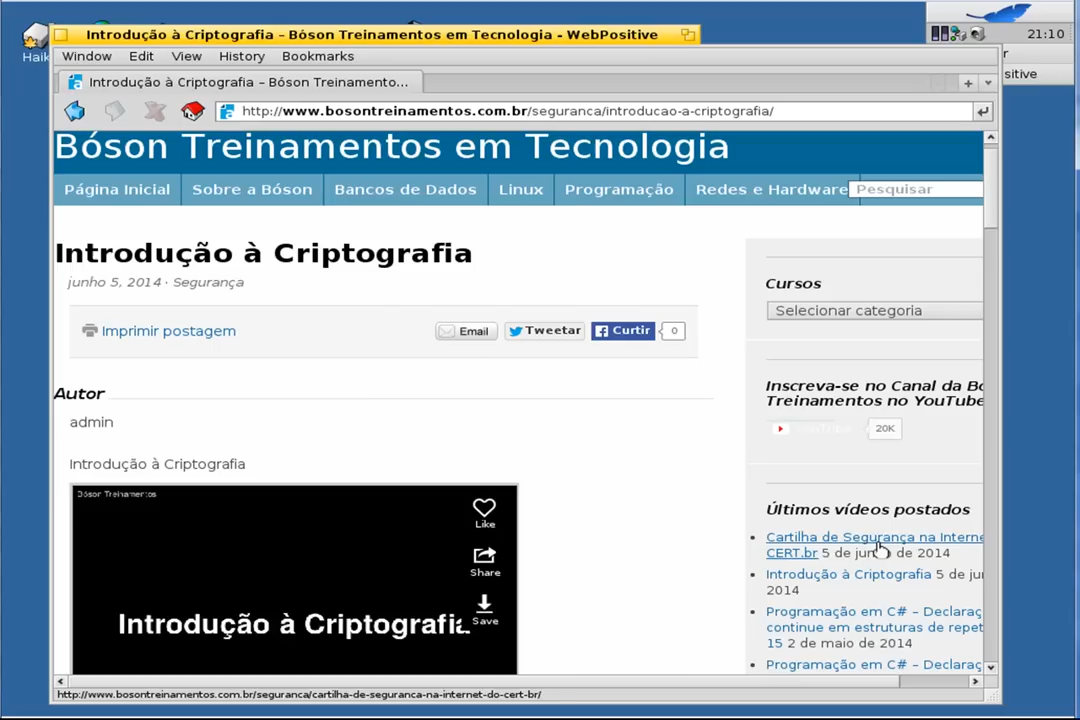 21:10
Haik
r
sitive
Introdução à Criptografia – Bóson Treinamentos em Tecnologia - WebPositive
Window Edit View History Bookmarks
Introdução à Criptografia – Bóson Treinamento...
http://www.bosontreinamentos.com.br/seguranca/introducao-a-criptografia/
Bóson Treinamentos em Tecnologia
Página Inicial Sobre a Bóson Bancos de Dados Linux Programação Redes e Hardware Pesquisar
Introdução à Criptografia
junho 5, 2014 · Segurança
Imprimir postagem Email Tweetar Curtir 0
Autor
admin
Introdução à Criptografia
Bóson Treinamentos
Like
Share
Save
Introdução à Criptografia
Cursos
Selecionar categoria
Inscreva-se no Canal da Bó
Treinamentos no YouTube
YouTube 20K
Últimos vídeos postados
Cartilha de Segurança na Interne
CERT.br 5 de junho de 2014
Introdução à Criptografia 5 de jun
2014
Programação em C# – Declaraç
continue em estruturas de repet
15 2 de maio de 2014
Programação em C# – Declaraç
http://www.bosontreinamentos.com.br/seguranca/cartilha-de-seguranca-na-internet-do-cert-br/